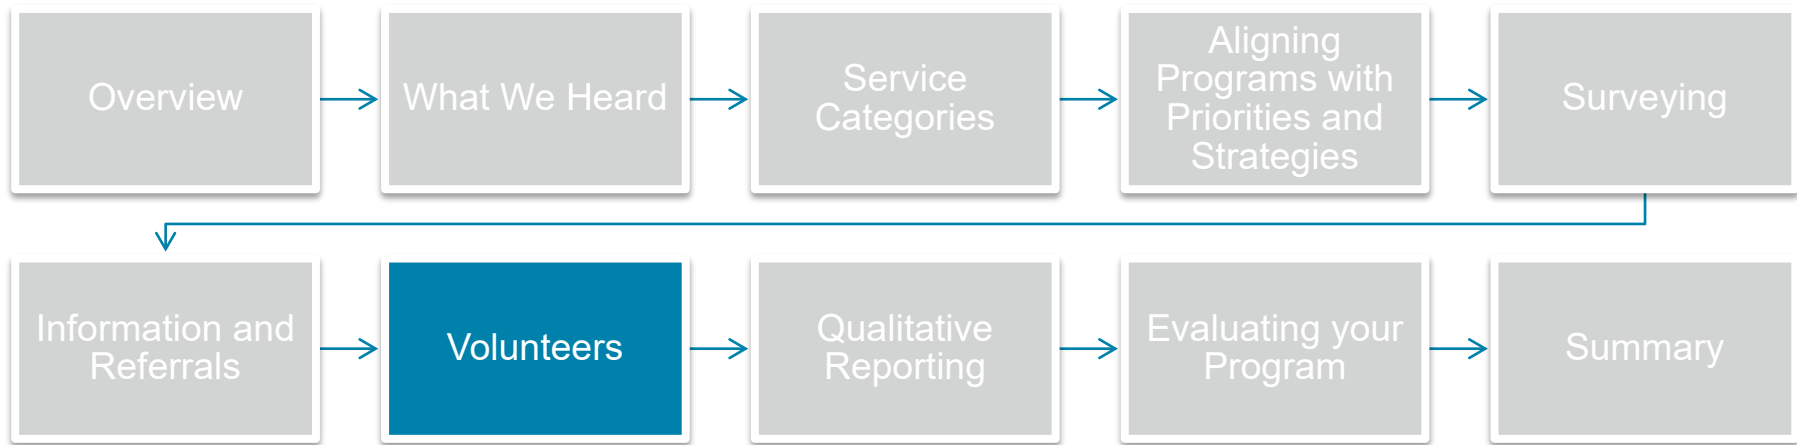 Overview
What We Heard
Service
Categories
Aligning
Programs with
Priorities and
Strategies
Surveying
Information and
Referrals
Volunteers
Qualitative
Reporting
Evaluating your
Program
Summary